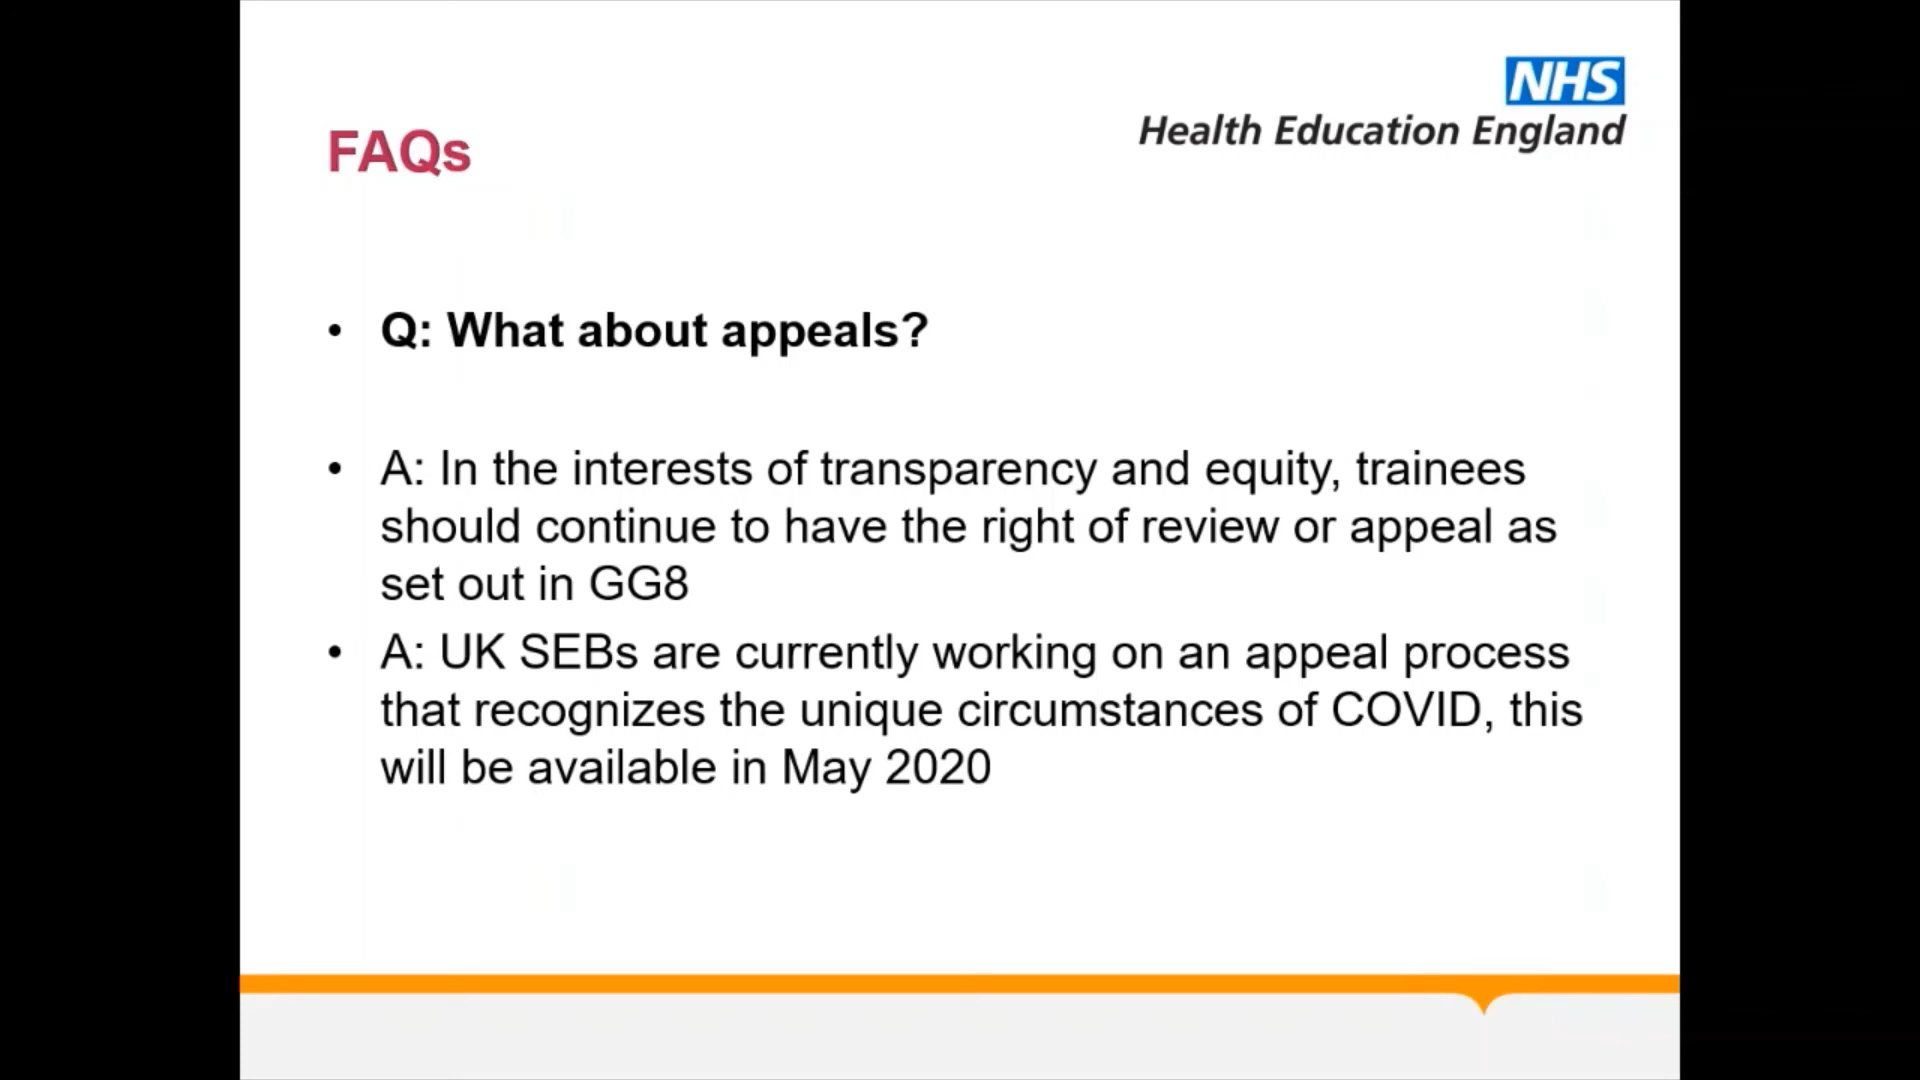 NHS
Health Education England
FAQs
• Q: What about appeals?
• A: In the interests of transparency and equity, trainees
should continue to have the right of review or appeal as
set out in GG8
• A: UK SEBs are currently working on an appeal process
that recognizes the unique circumstances of COVID, this
will be available in May 2020